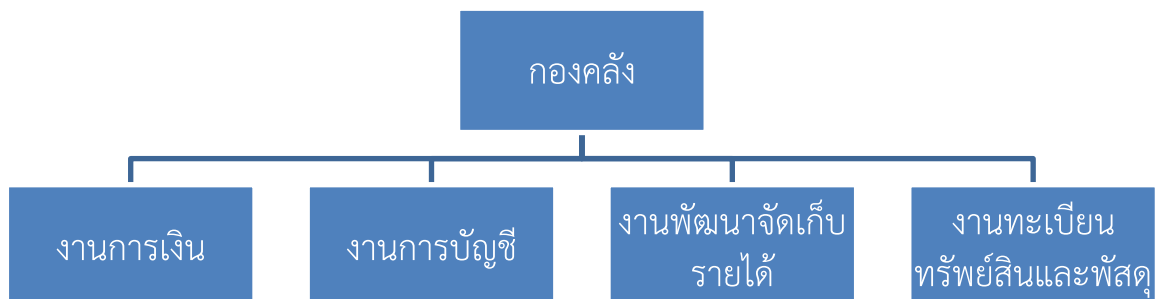 กองคลัง
งานการเงิน
งานการบัญชี
งานพัฒนาจัดเก็บ
รายได้
งานทะเบียน
ทรัพย์สินและพัสดุ